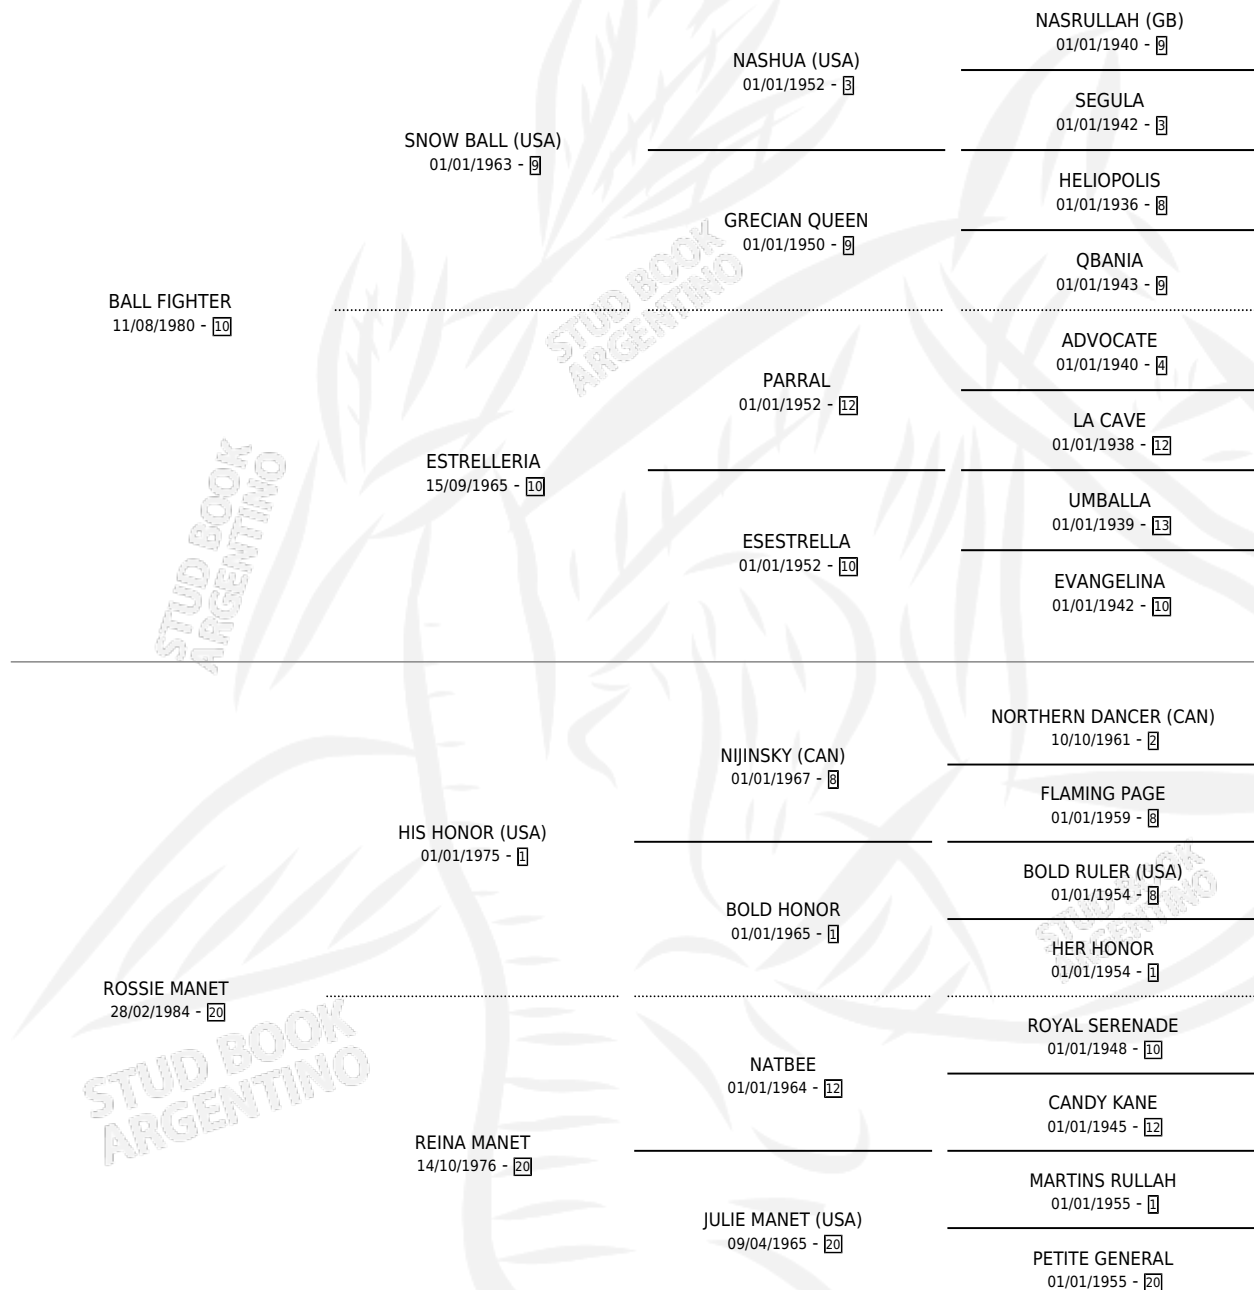 NASRULLAH (GB)
01/01/1940 - 9
NASHUA (USA)
01/01/1952 - 3
SEGULA
01/01/1942 - 3
SNOW BALL (USA)
01/01/1963 - 9
HELIOPOLIS
01/01/1936 - 8
GRECIAN QUEEN
01/01/1950 - 9
QBANIA
01/01/1943 - 9
BALL FIGHTER
11/08/1980 - 10
STUD BOOK
ARGENTINO
ADVOCATE
01/01/1940 - 4
PARRAL
01/01/1952 - 12
LA CAVE
01/01/1938 - 12
ESTRELLERIA
15/09/1965 - 10
UMBALLA
01/01/1939 - 13
ESESTRELLA
01/01/1952 - 10
EVANGELINA
01/01/1942 - 10
STUD BOOK
ARGENTINO
NORTHERN DANCER (CAN)
10/10/1961 - 2
NIJINSKY (CAN)
01/01/1967 - 8
FLAMING PAGE
01/01/1959 - 8
HIS HONOR (USA)
01/01/1975 - 1
BOLD RULER (USA)
01/01/1954 - 8
BOLD HONOR
01/01/1965 - 1
HER HONOR
01/01/1954 - 1
STUD BOOK
ARGENTINO
ROSSIE MANET
28/02/1984 - 20
ROYAL SERENADE
01/01/1948 - 10
NATBEE
01/01/1964 - 12
CANDY KANE
01/01/1945 - 12
STUD BOOK
ARGENTINO
REINA MANET
14/10/1976 - 20
MARTINS RULLAH
01/01/1955 - 1
JULIE MANET (USA)
09/04/1965 - 20
PETITE GENERAL
01/01/1955 - 20